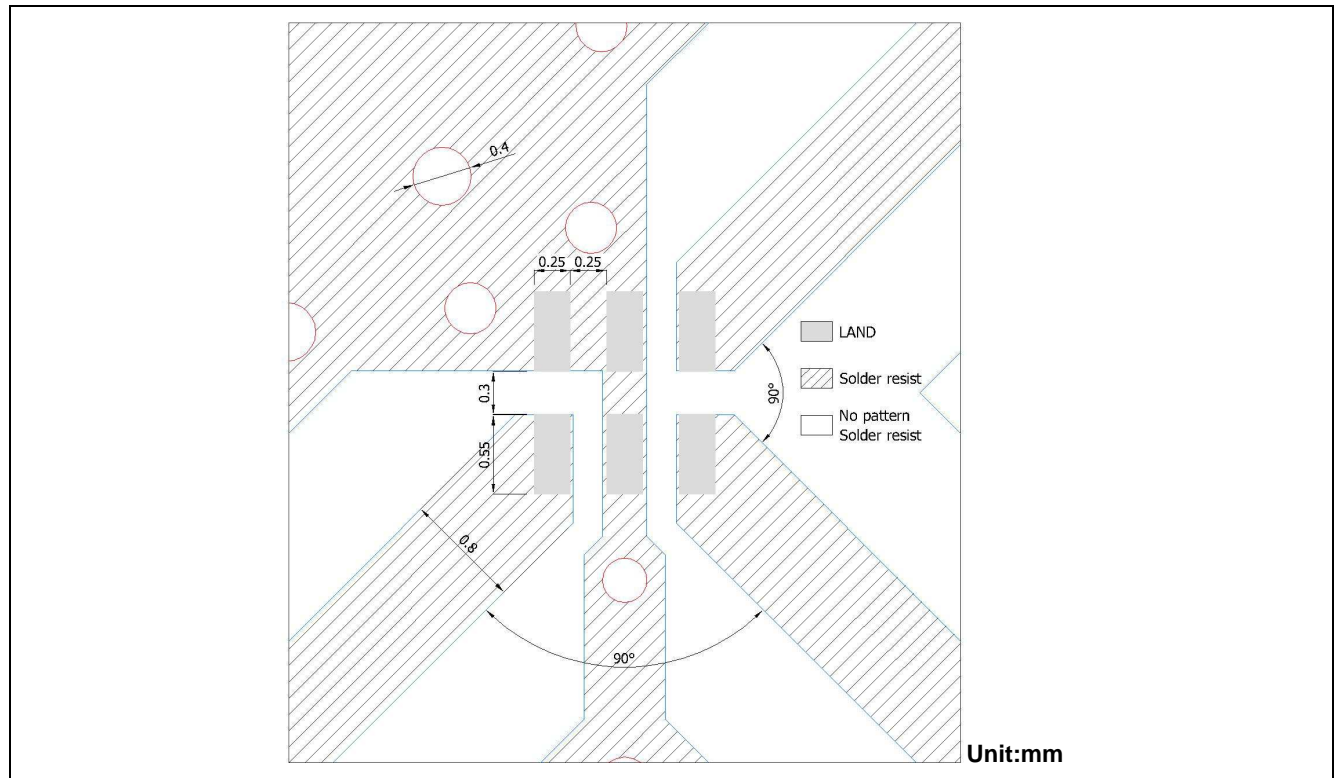 0.4
0.25 0.25
LAND
0.3
90°
Solder resist
No pattern
Solder resist
0.55
0.8
90°
Unit:mm